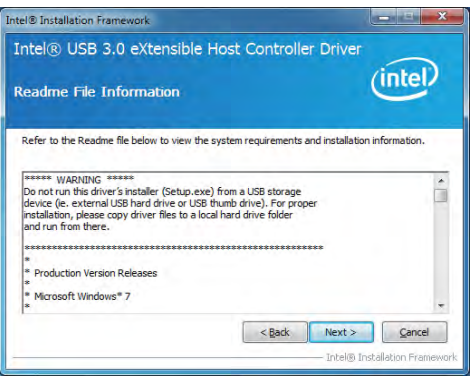 Intel® Installation Framework
Intel® USB 3.0 eXtensible Host Controller Driver
Readme File Information
intel
Refer to the Readme file below to view the system requirements and installation information.
***** WARNING *****
Do not run this driver's installer (Setup.exe) from a USB storage
device (ie. external USB hard drive or USB thumb drive). For proper
installation, please copy driver files to a local hard drive folder
and run from there.
*******************************************************
*
* Production Version Releases
*
* Microsoft Windows* 7
*
< Back
Next >
Cancel
Intel® Installation Framework